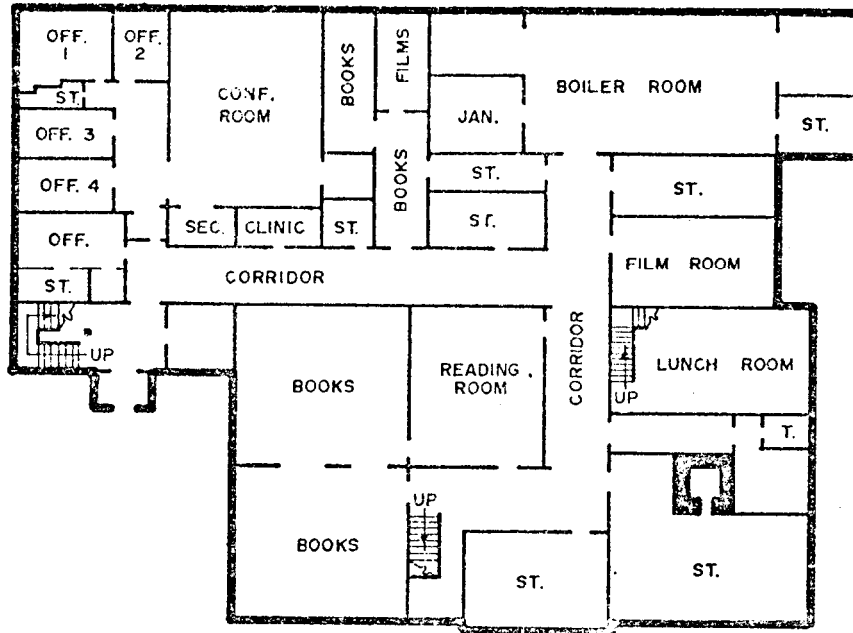 OFF.
1
OFF.
2
BOOKS
FILMS
CONF.
ROOM
BOILER ROOM
ST.
JAN.
ST.
OFF. 3
BOOKS
ST.
ST.
OFF. 4
SEC.
CLINIC
ST.
ST.
OFF.
FILM ROOM
ST.
CORRIDOR
UP
CORRIDOR
READING
ROOM
LUNCH ROOM
BOOKS
UP
T.
UP
BOOKS
ST.
ST.